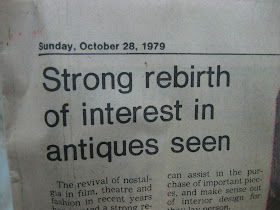 Sunday, October 28, 1979
Strong rebirth
of interest in
antiques seen
The revival of nostal-
gia in film, theatre and
fashion in recent years
a strong re-
can assist in the pur-
chase of important piec-
es, and make sense out
of interior design for